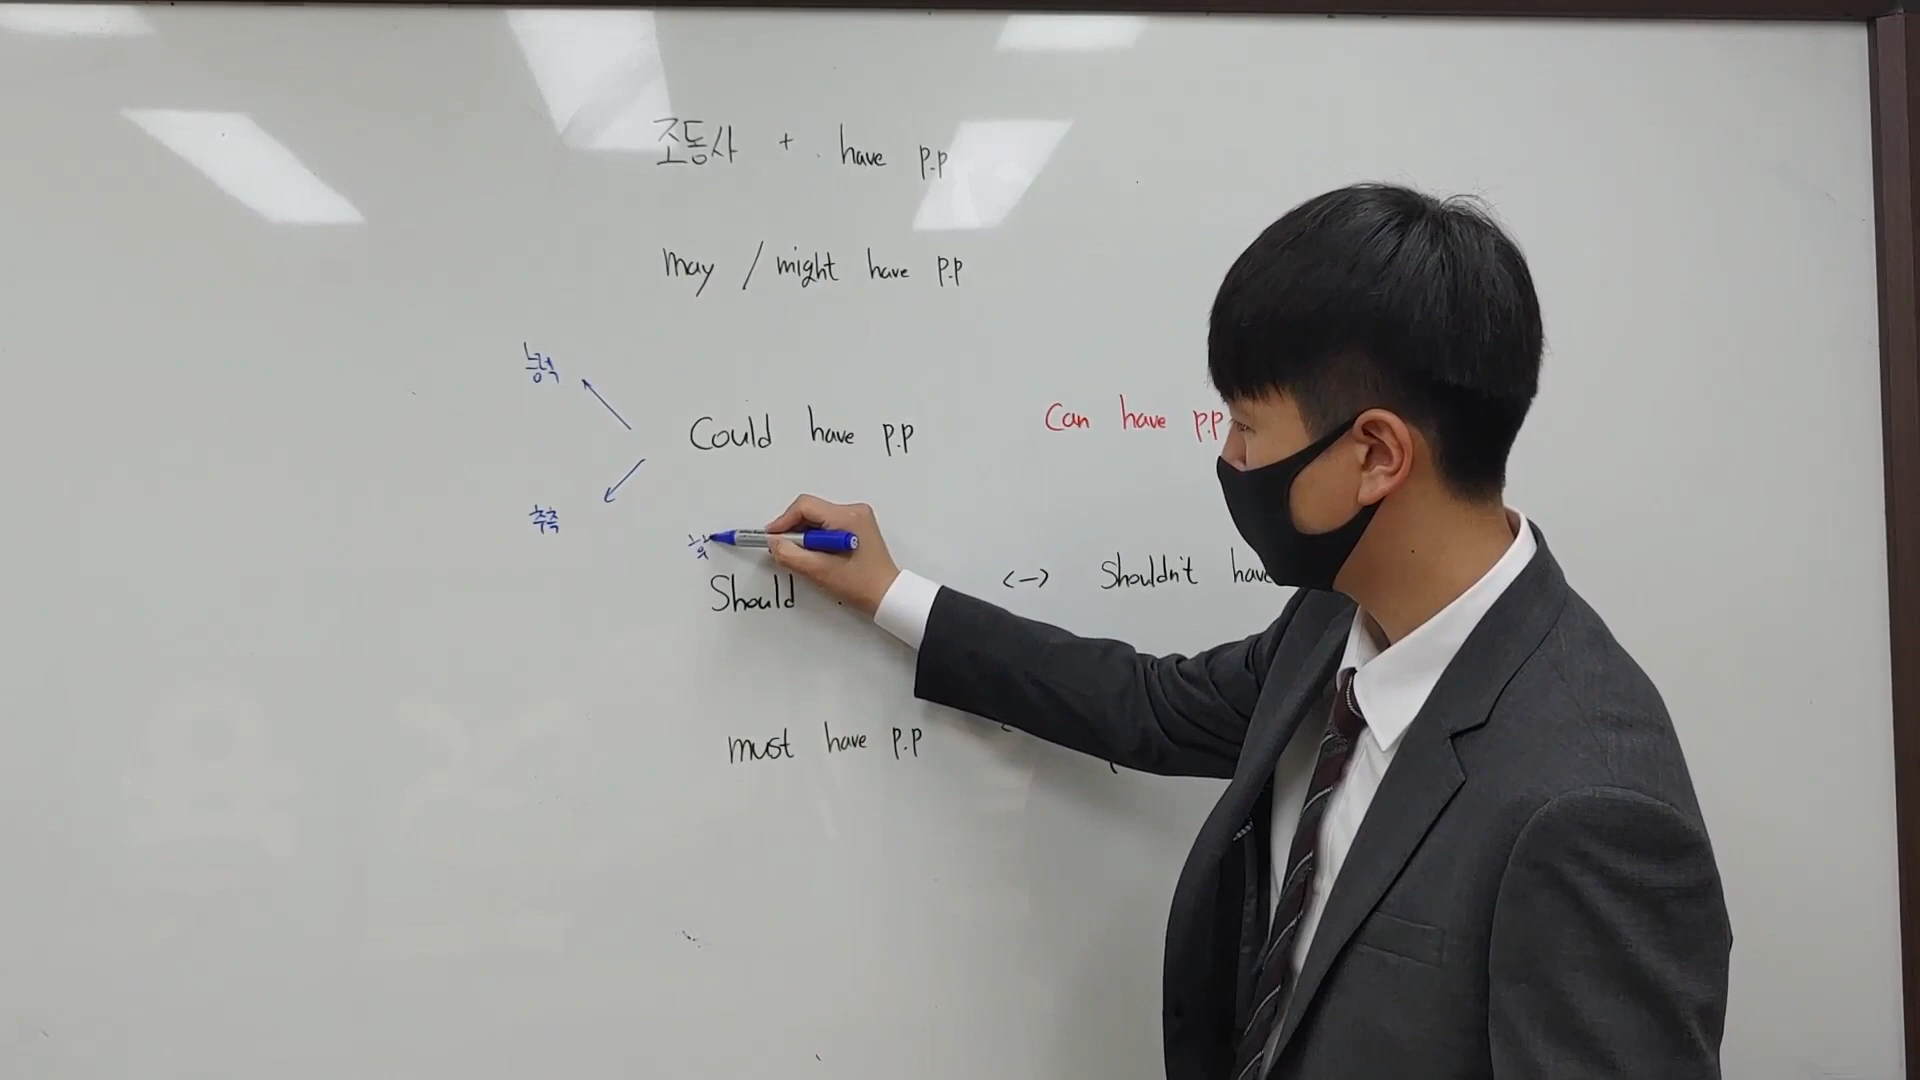 조동사 + have p.p
may / might have p.p
능력
Could have p.p
Can have p.p
추측
Should
<-> Shouldn't have
must have p.p